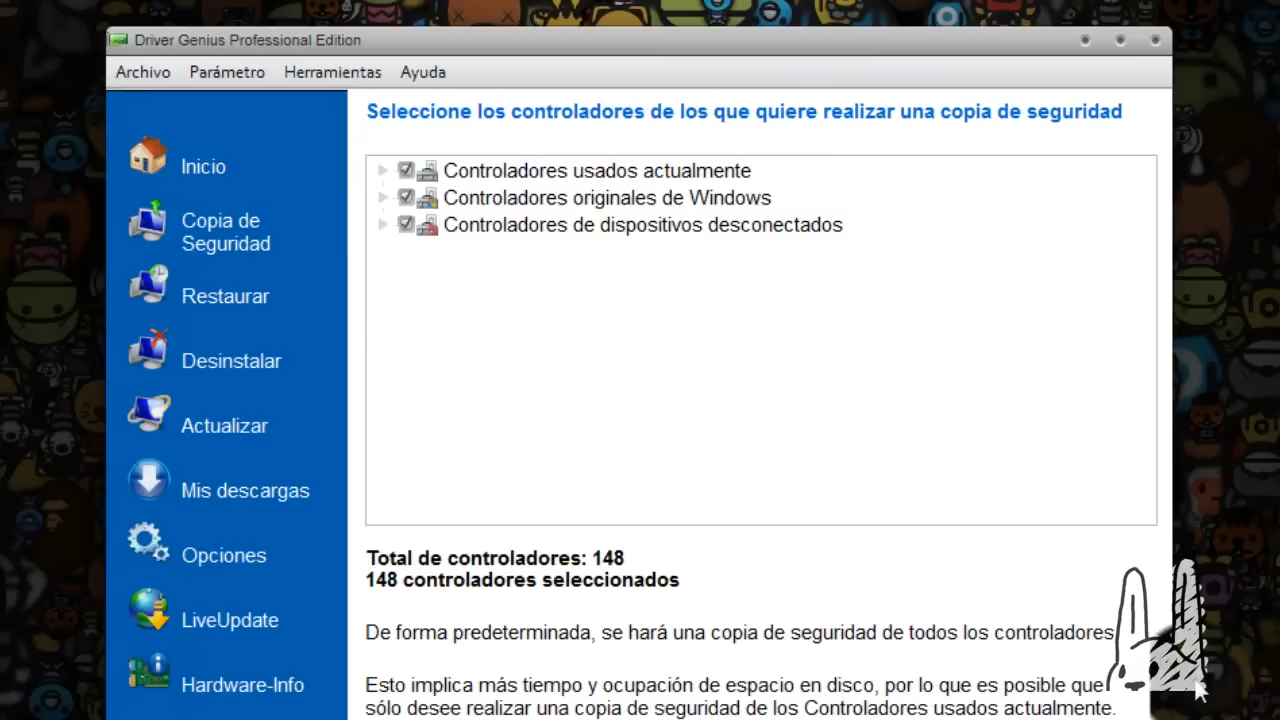 Driver Genius Professional Edition
Archivo Parámetro Herramientas Ayuda
Seleccione los controladores de los que quiere realizar una copia de seguridad
Inicio
Copia de
Seguridad
Restaurar
Desinstalar
Actualizar
Mis descargas
Opciones
LiveUpdate
Hardware-Info
Controladores usados actualmente
Controladores originales de Windows
Controladores de dispositivos desconectados
Total de controladores: 148
148 controladores seleccionados
De forma predeterminada, se hará una copia de seguridad de todos los controladores
Esto implica más tiempo y ocupación de espacio en disco, por lo que es posible que
sólo desee realizar una copia de seguridad de los Controladores usados actualmente.